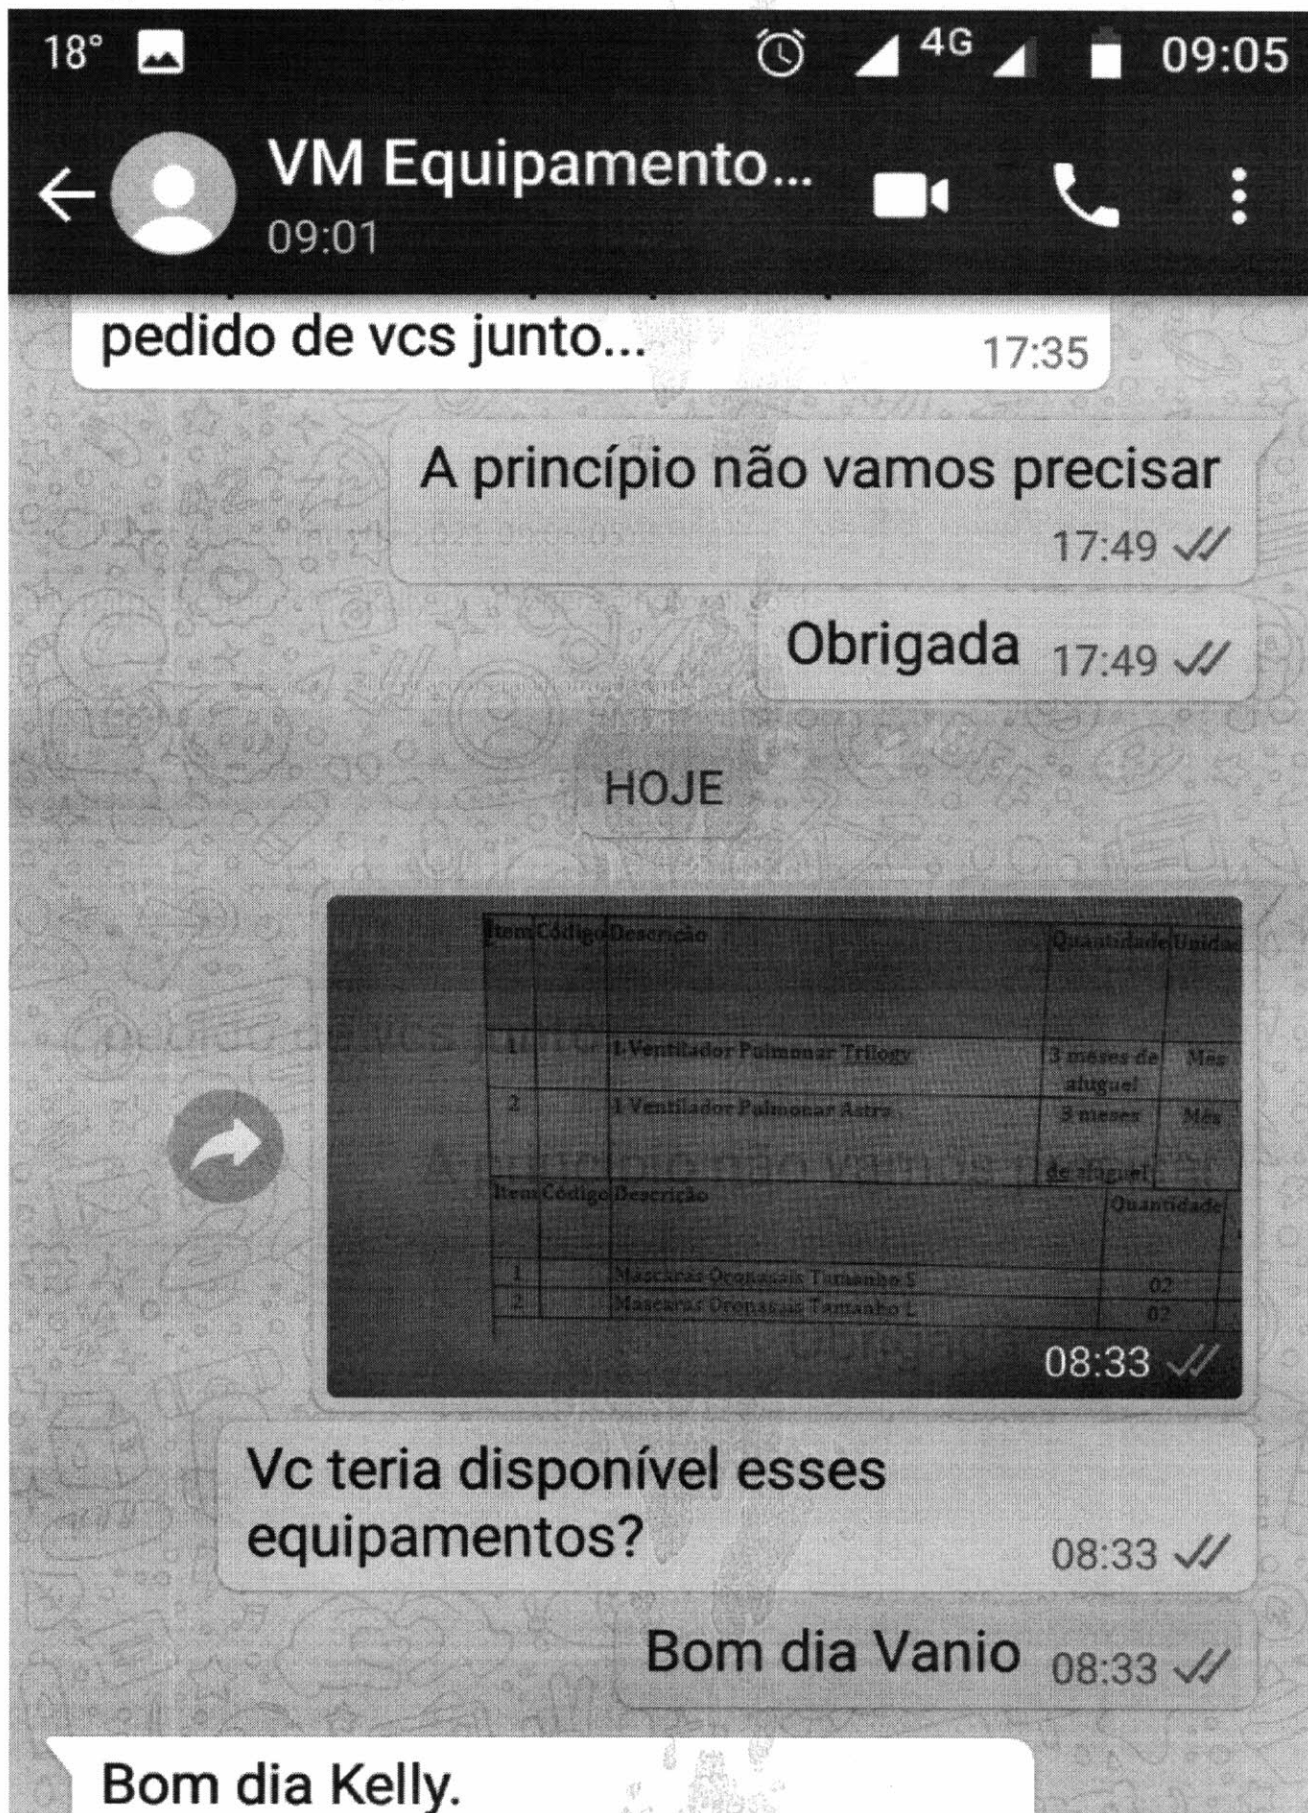 18° 4G 09:05
VM Equipamento...
09:01
pedido de vcs junto...
17:35
A princípio não vamos precisar
17:49
Obrigada 17:49
HOJE
Item Código Descrição Quantidade
1 1 Ventilador Pulmonar Trilogy 3 meses de Mês
aluguel
2 1 Ventilador Pulmonar Astra 3 meses Mês
de aluguel
Item Código Descrição Quantidade
1 Mascaras Oronasais Tamanho S 02
2 Mascaras Oronasais Tamanho L 02
08:33
Vc teria disponível esses
equipamentos?
08:33
Bom dia Vanio 08:33
Bom dia Kelly.